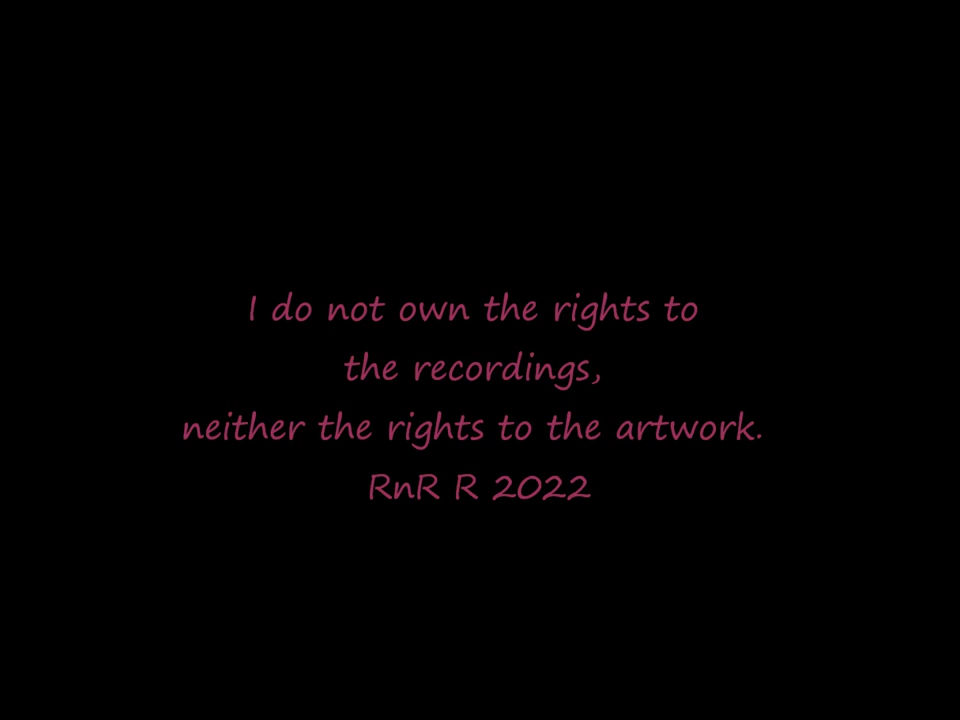 I do not own the rights to
the recordings,
neither the rights to the artwork.
RnR R 2022